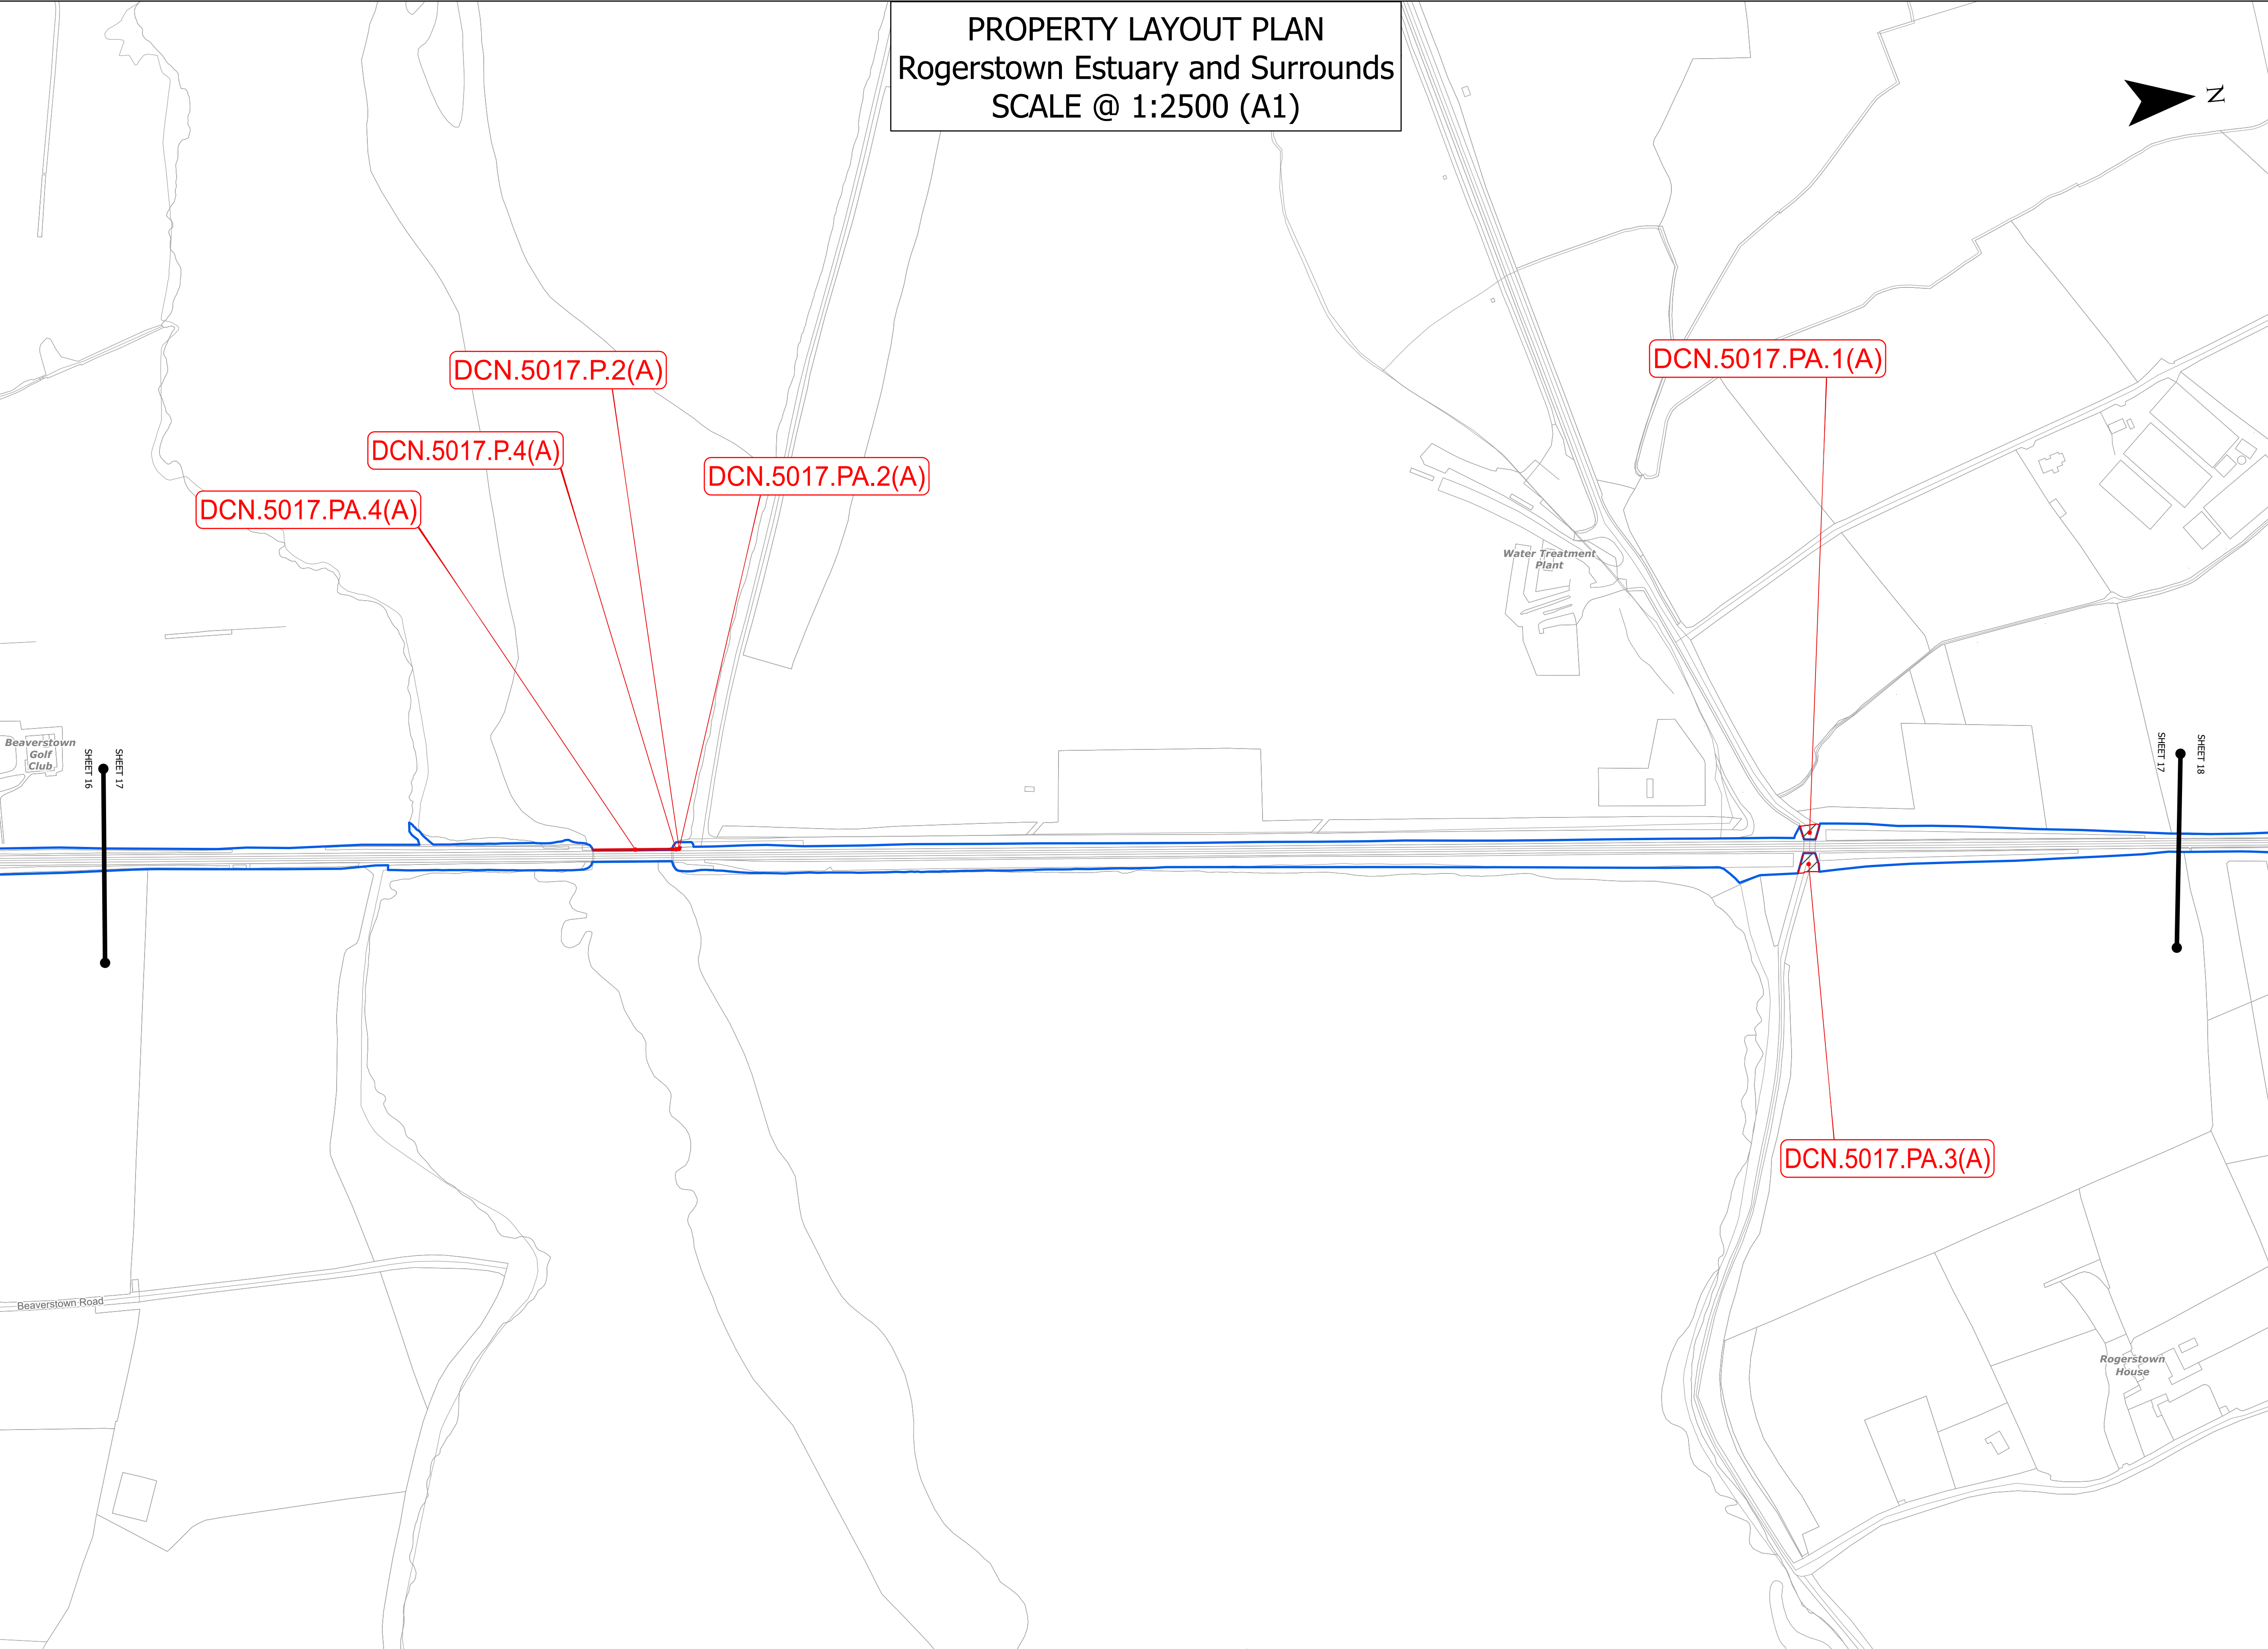 PROPERTY LAYOUT PLAN
Rogerstown Estuary and Surrounds
SCALE @ 1:2500 (A1)
N
DCN.5017.P.2(A)
DCN.5017.PA.1(A)
DCN.5017.P.4(A)
DCN.5017.PA.2(A)
DCN.5017.PA.4(A)
Water Treatment
Plant
Beaverstown
Golf
Club
SHEET 16
SHEET 17
SHEET 17
SHEET 18
DCN.5017.PA.3(A)
Beaverstown Road
Rogerstown
House